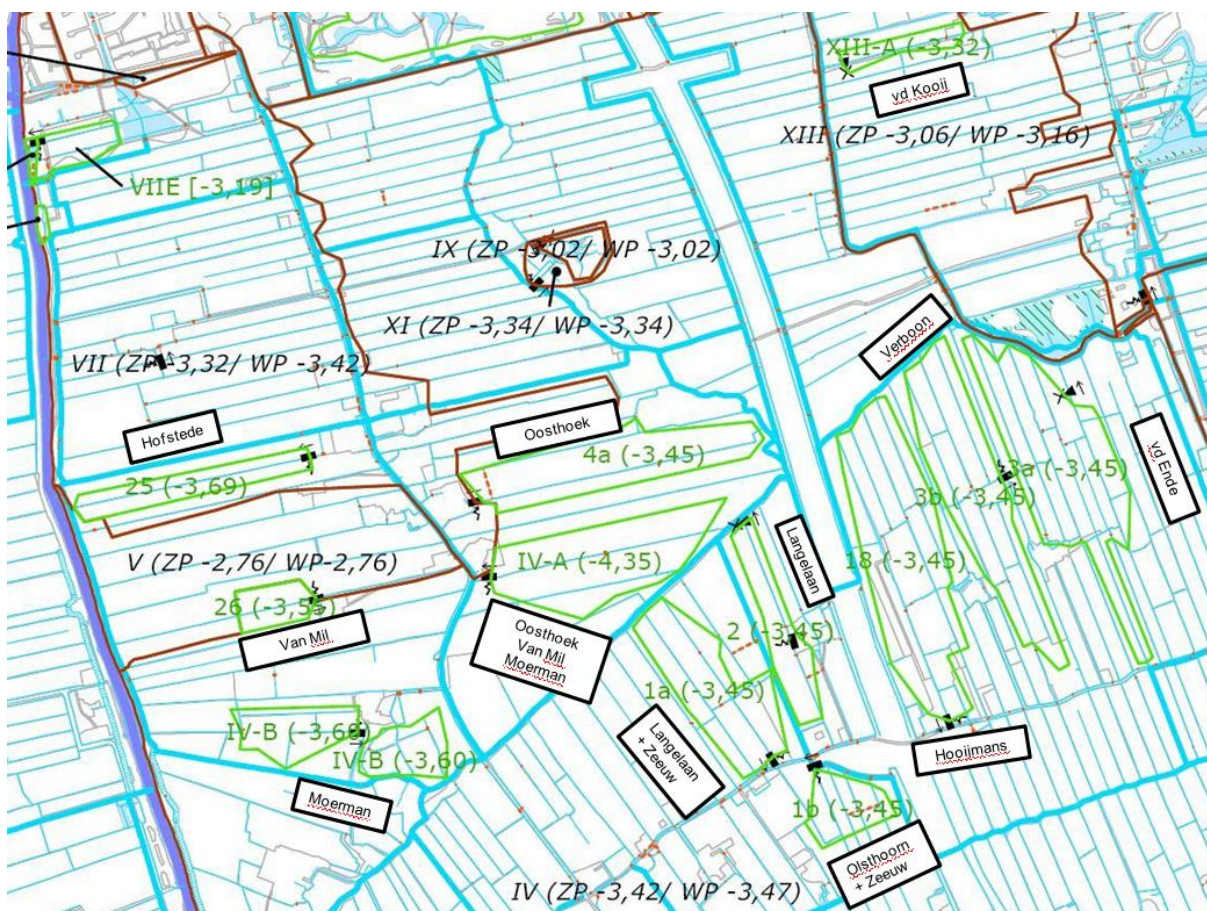 XIII-A (-3,32)
vd Kooij
XIII (ZP -3,06/ WP -3,16)
VIIE [-3,19]
IX (ZP -3,02/ WP -3,02)
XI (ZP -3,34/ WP -3,34)
Verboon
VII (ZP -3,32/ WP -3,42)
Hofstede
Oosthoek
4a (-3,45)
25 (-3,69)
3a (-3,45)
3b (-3,45)
vd Ende
V (ZP -2,76/ WP-2,76)
IV-A (-4,35)
Langelaan
18 (-3,45)
26 (-3,55)
Van Mil
Oosthoek
Van Mil
Moerman
2 (-3,45)
1a (-3,45)
Langelaan
+ Zeeuw
IV-B (-3,60)
IV-B (-3,60)
Hooijmans
Moerman
1b (-3,45)
Olsthoorn
+ Zeeuw
IV (ZP -3,42/ WP -3,47)